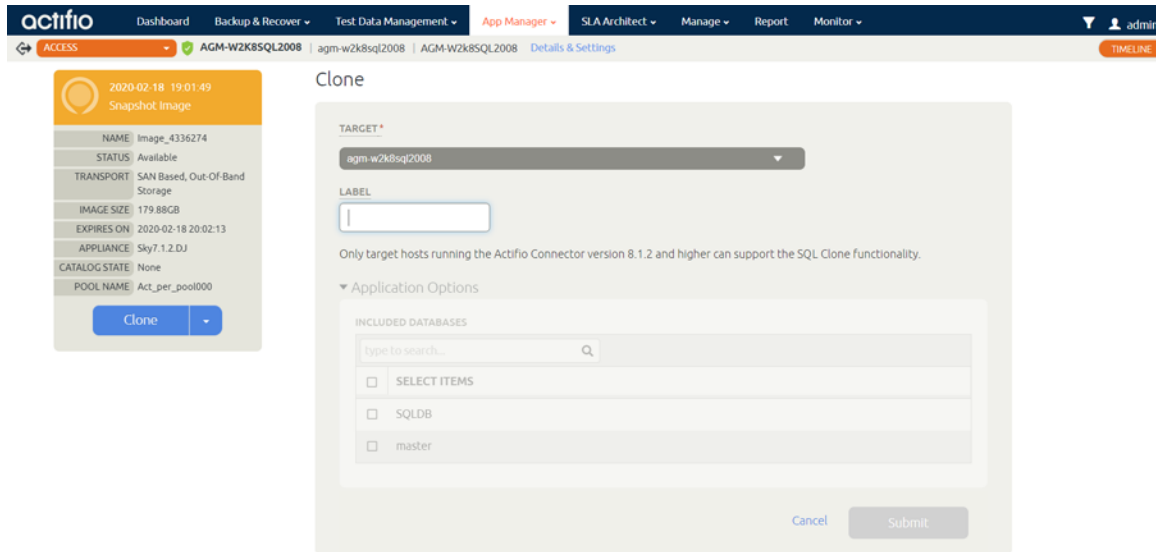 actifio Dashboard Backup & Recover Test Data Management App Manager SLA Architect Manage Report Monitor admin
ACCESS AGM-W2K8SQL2008 | agm-w2k8sql2008 | AGM-W2k8SQL2008 Details & Settings TIMELINE
2020-02-18 19:01:49
Snapshot Image
NAME Image_4336274
STATUS Available
TRANSPORT SAN Based, Out-Of-Band
Storage
IMAGE SIZE 179.88GB
EXPIRES ON 2020-02-18 20:02:13
APPLIANCE Sky7.1.2.DJ
CATALOG STATE None
POOL NAME Act_per_pool000
Clone
Clone
TARGET*
agm-w2k8sql2008
LABEL
Only target hosts running the Actifio Connector version 8.1.2 and higher can support the SQL Clone functionality.
Application Options
INCLUDED DATABASES
type to search...
SELECT ITEMS
SQLDB
master
Cancel Submit